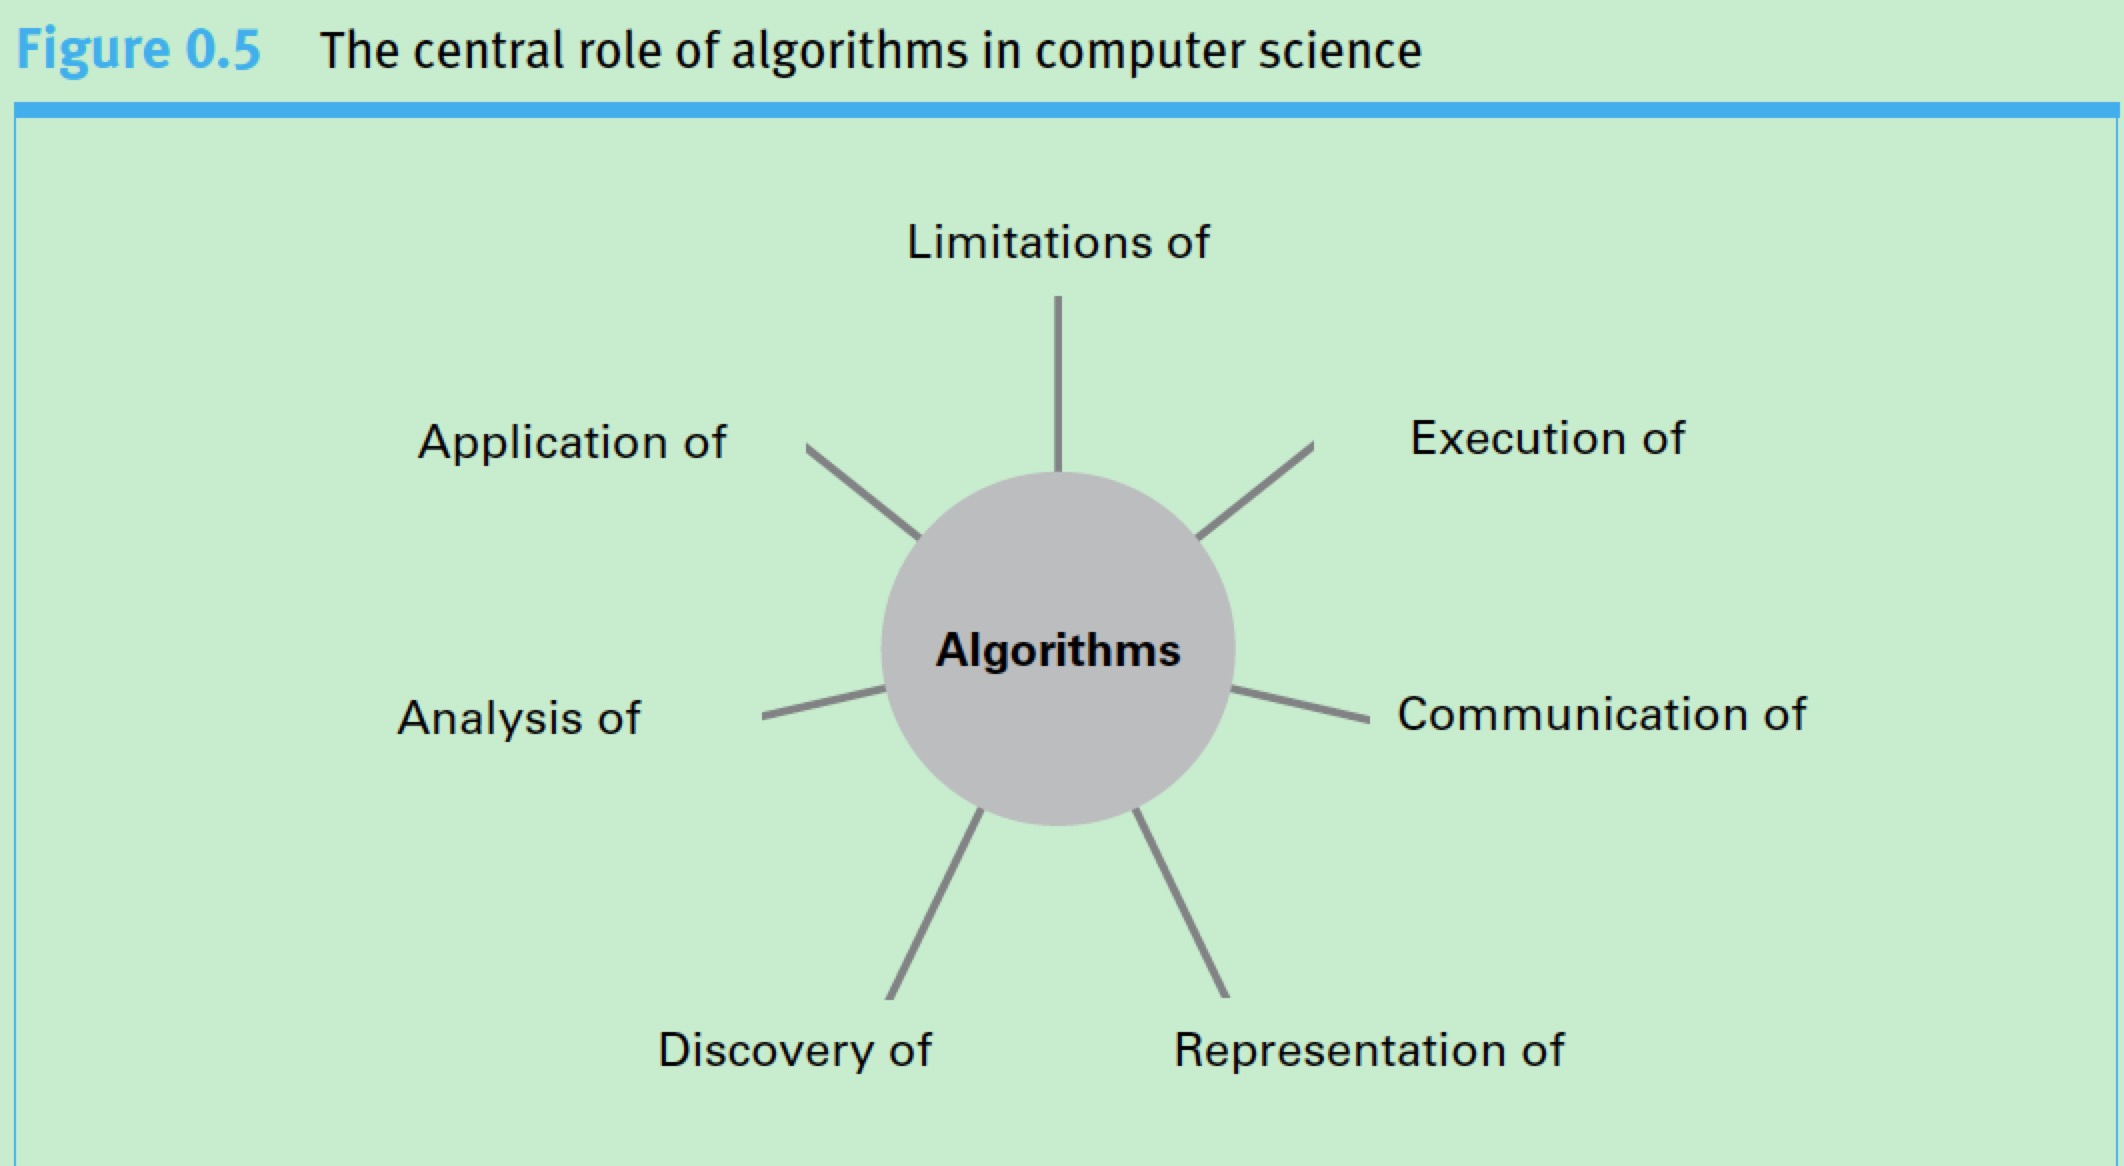 Figure 0.5 The central role of algorithms in computer science
Limitations of
Application of
Execution of
Algorithms
Analysis of
Communication of
Discovery of
Representation of